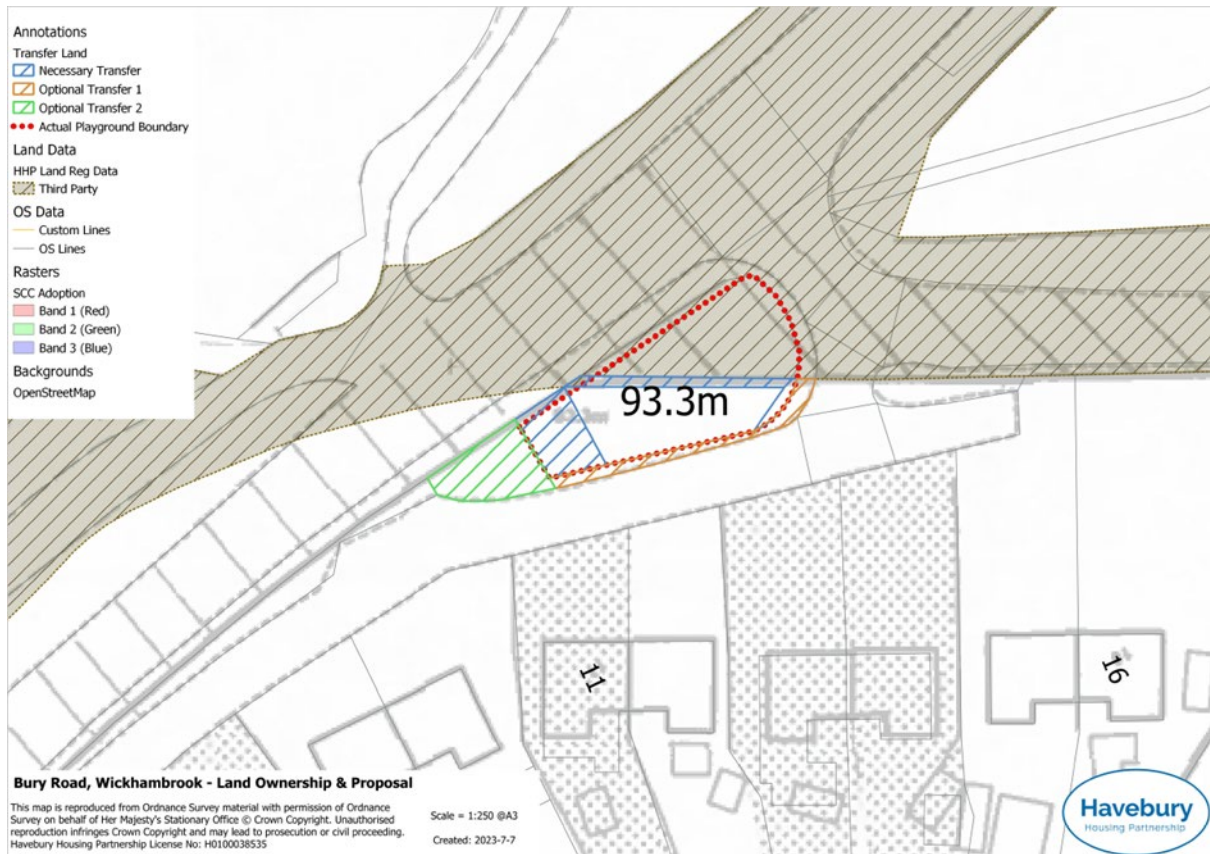 Annotations
Transfer Land
Necessary Transfer
Optional Transfer 1
Optional Transfer 2
Actual Playground Boundary
Land Data
HHP Land Reg Data
Third Party
OS Data
Custom Lines
OS Lines
Rasters
SCC Adoption
Band 1 (Red)
Band 2 (Green)
Band 3 (Blue)
Backgrounds
OpenStreetMap
93.3m
11
16
Bury Road, Wickhambrook - Land Ownership & Proposal
This map is reproduced from Ordnance Survey material with permission of Ordnance
Survey on behalf of Her Majesty's Stationary Office © Crown Copyright. Unauthorised
reproduction infringes Crown Copyright and may lead to prosecution or civil proceeding.
Havebury Housing Partnership License No: H0100038535
Scale = 1:250 @A3
Created: 2023-7-7
Havebury
Housing Partnership